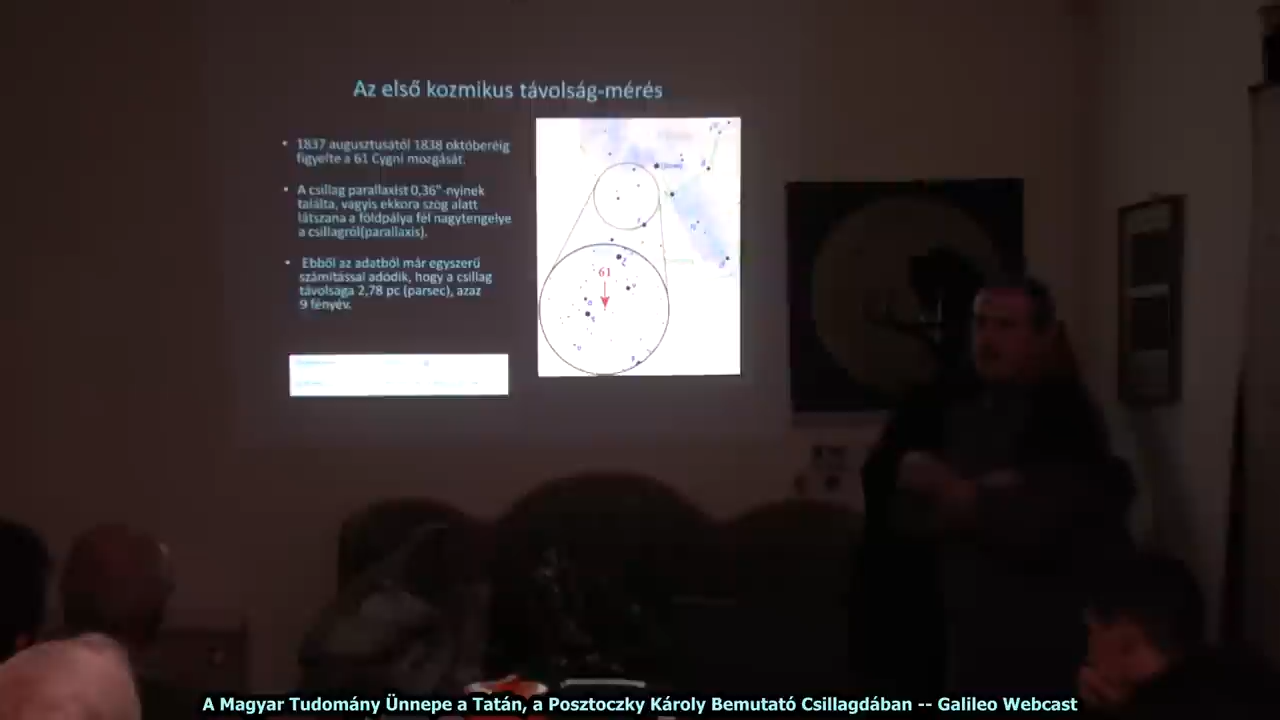 Az első kozmikus távolság-mérés
• 1837 augusztusától 1838 októberéig
figyelte a 61 Cygni mozgását.
• A csillag parallaxist 0,36"-nyinek
találta, vagyis ekkora szög alatt
látszana a földpálya fél nagytengelye
a csillagról(parallaxis).
• Ebből az adatból már egyszerű
számítással adódik, hogy a csillag
távolsága 2,78 pc (parsec), azaz
9 fényév.
61
A Magyar Tudomány Ünnepe a Tatán, a Posztoczky Károly Bemutató Csillagdában -- Galileo Webcast